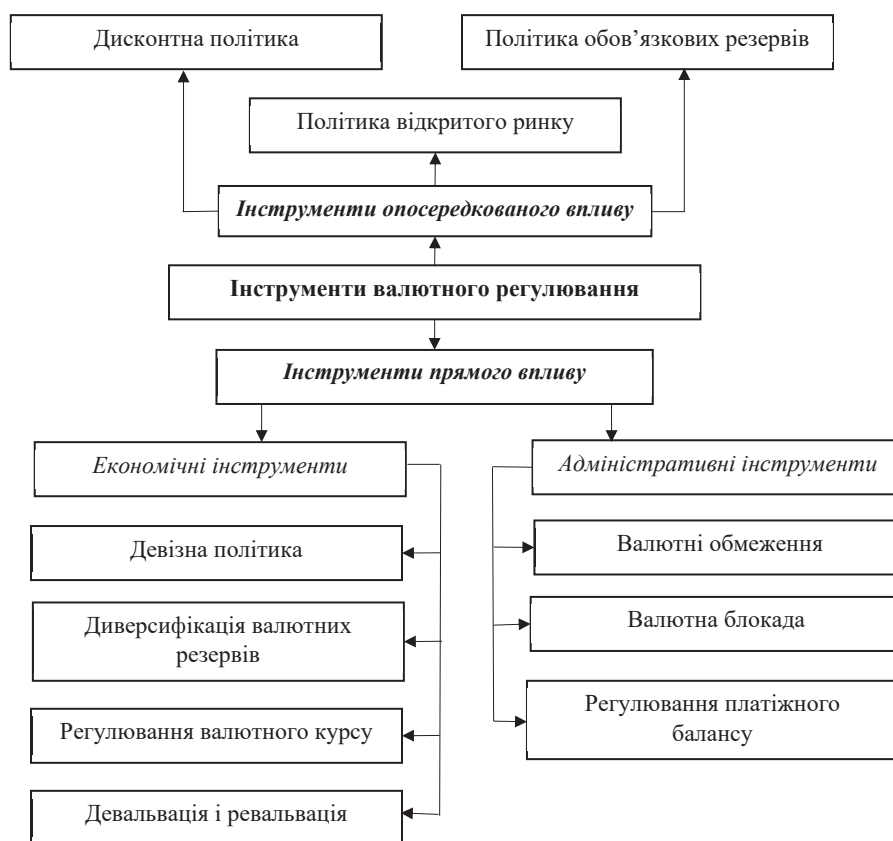 Дисконтна політика
Політика обов’язкових резервів
Політика відкритого ринку
Інструменти опосередкованого впливу
Інструменти валютного регулювання
Інструменти прямого впливу
Економічні інструменти
Адміністративні інструменти
Девізна політика
Валютні обмеження
Диверсифікація валютних
резервів
Валютна блокада
Регулювання валютного курсу
Регулювання платіжного
балансу
Девальвація і ревальвація